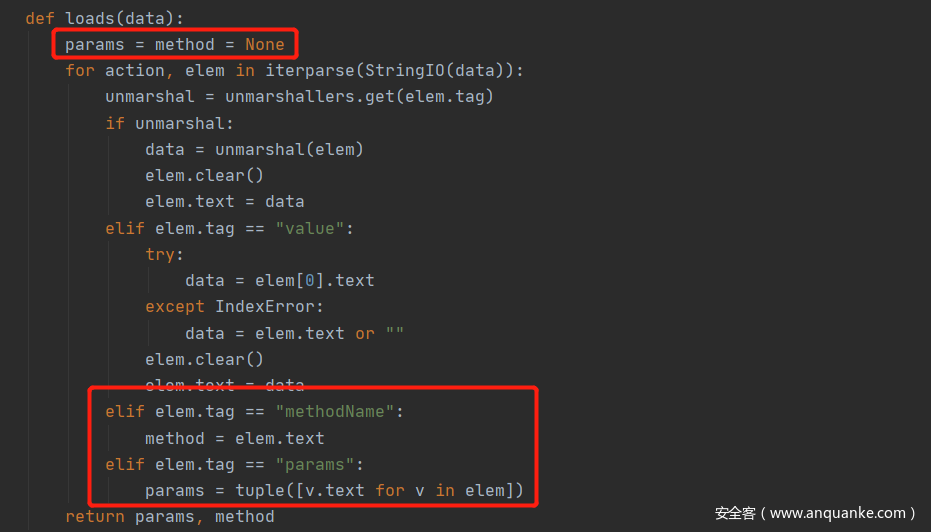 def loads(data):
    params = method = None
    for action, elem in iterparse(StringIO(data)):
        unmarshal = unmarshallers.get(elem.tag)
        if unmarshal:
            data = unmarshal(elem)
            elem.clear()
            elem.text = data
        elif elem.tag == "value":
            try:
                data = elem[0].text
            except IndexError:
                data = elem.text or ""
            elem.clear()
            elem.text = data
        elif elem.tag == "methodName":
            method = elem.text
        elif elem.tag == "params":
            params = tuple([v.text for v in elem])
    return params, method
安全客 ( www.anquanke.com )